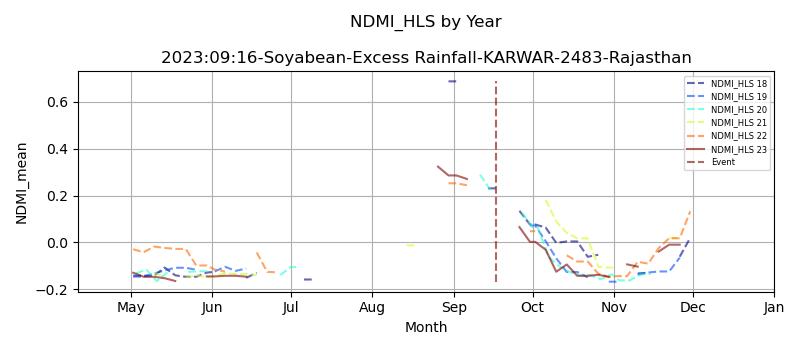 NDMI_HLS by Year
2023:09:16-Soyabean-Excess Rainfall-KARWAR-2483-Rajasthan
NDMI_mean
0.6
0.4
0.2
0.0
−0.2
NDMI_HLS 18
NDMI_HLS 19
NDMI_HLS 20
NDMI_HLS 21
NDMI_HLS 22
NDMI_HLS 23
Event
May Jun Jul Aug Sep Oct Nov Dec Jan
Month